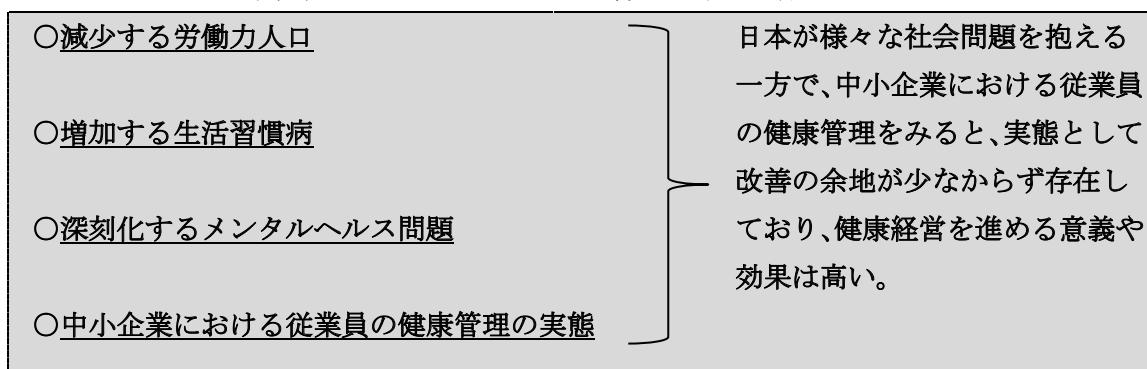 ○減少する労働力人口
○増加する生活習慣病
○深刻化するメンタルヘルス問題
○中小企業における従業員の健康管理の実態
日本が様々な社会問題を抱える
一方で、中小企業における従業員
の健康管理をみると、実態として
改善の余地が少なからず存在し
ており、健康経営を進める意義や
効果は高い。